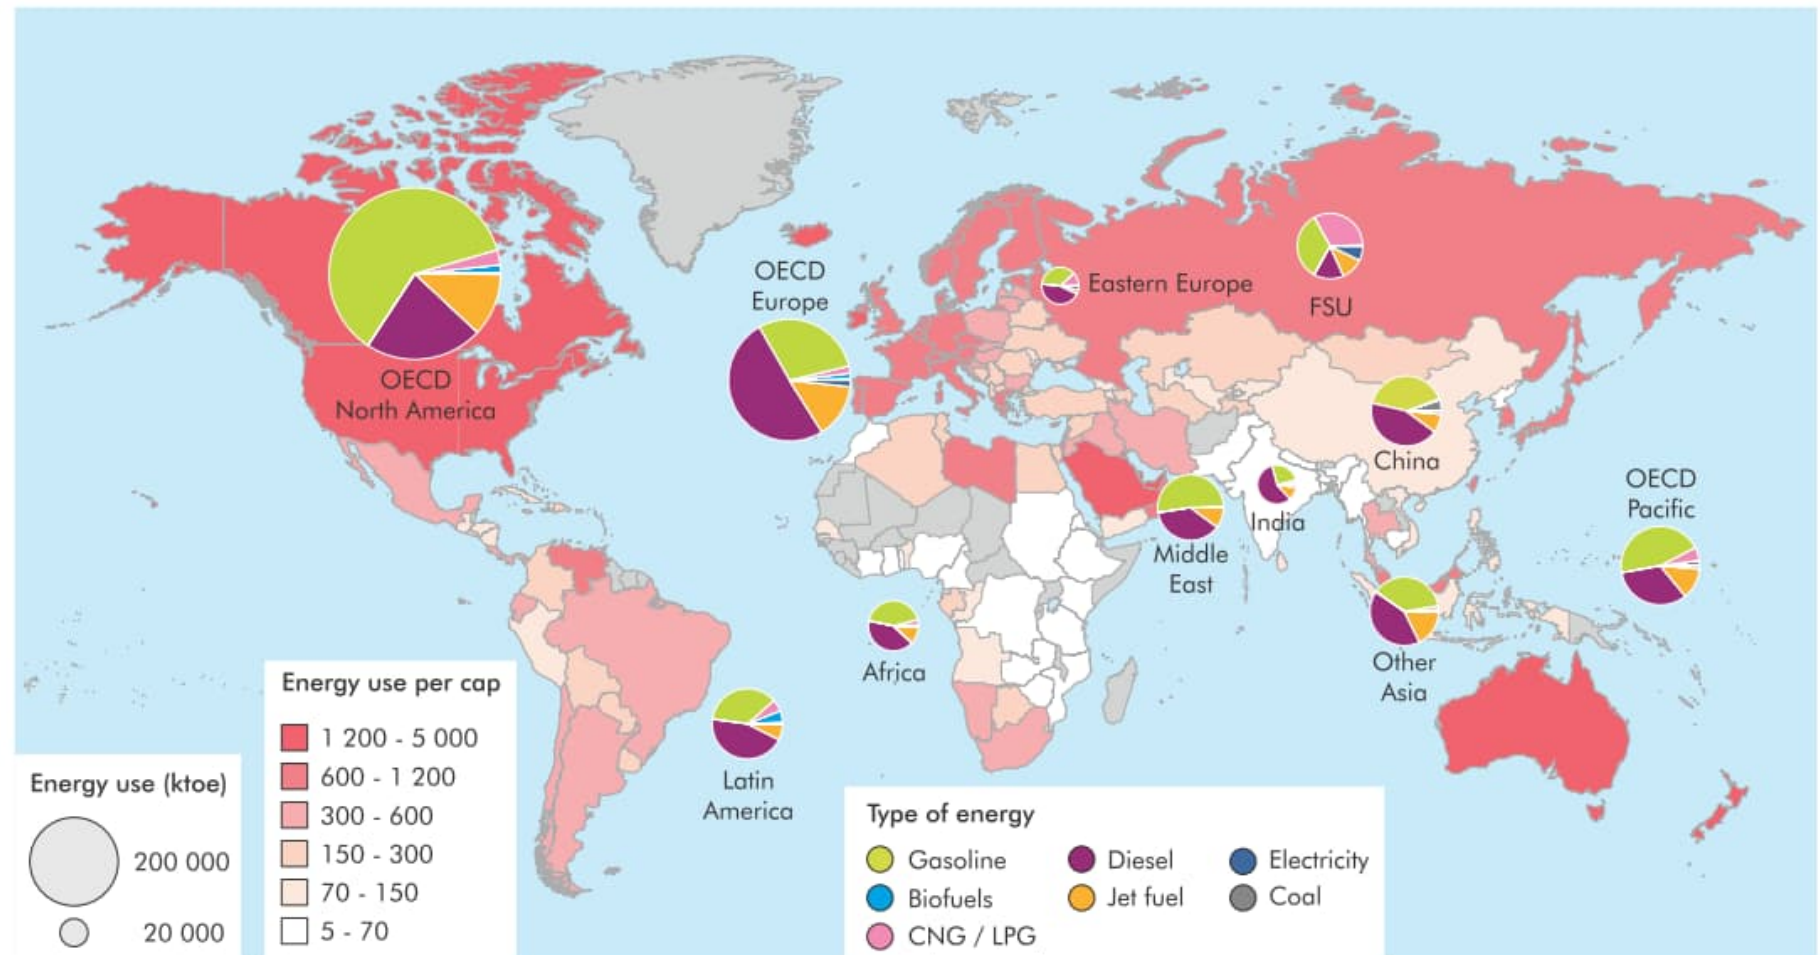 OECD
North America
OECD
Europe
Eastern Europe
FSU
China
OECD
Pacific
India
Middle
East
Africa
Other
Asia
Latin
America
Energy use (ktoe)
200 000
20 000
Energy use per cap
1 200 - 5 000
600 - 1 200
300 - 600
150 - 300
70 - 150
5 - 70
Type of energy
Gasoline
Diesel
Electricity
Biofuels
Jet fuel
Coal
CNG / LPG